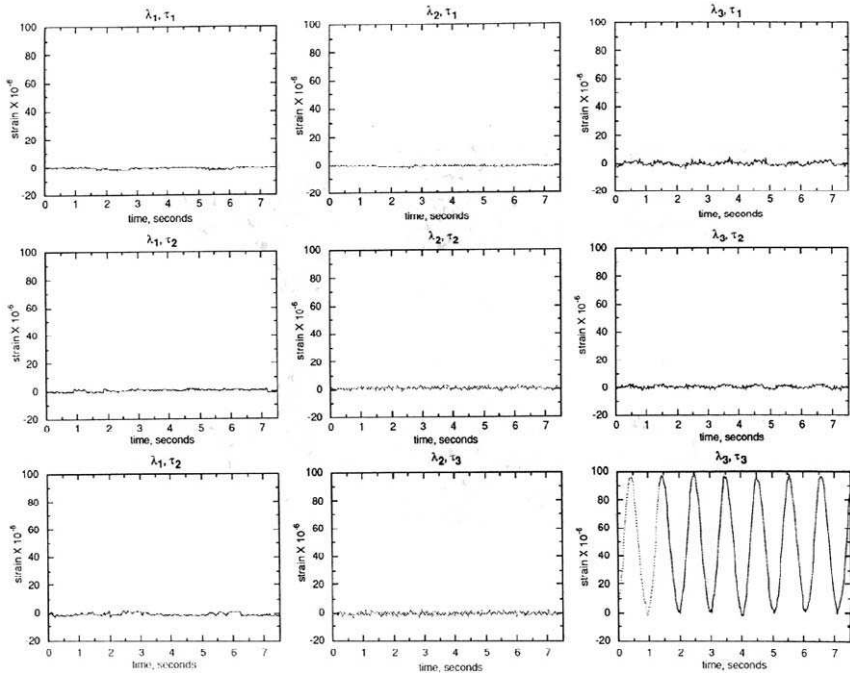 λ1, τ1
λ2, τ1
λ3, τ1
strain X 10-6
100
80
60
40
20
0
-20
0 1 2 3 4 5 6 7
time, seconds
strain X 10-6
100
80
60
40
20
0
-20
0 1 2 3 4 5 6 7
time, seconds
strain X 10-6
100
80
60
40
20
0
-20
0 1 2 3 4 5 6 7
time, seconds
λ1, τ2
λ2, τ2
λ3, τ2
strain X 10-6
100
80
60
40
20
0
-20
0 1 2 3 4 5 6 7
time, seconds
strain X 10-6
100
80
60
40
20
0
-20
0 1 2 3 4 5 6 7
time, seconds
strain X 10-6
100
80
60
40
20
0
-20
0 1 2 3 4 5 6 7
time, seconds
λ1, τ2
λ2, τ3
λ3, τ3
strain X 10-6
100
80
60
40
20
0
20
0 1 2 3 4 5 6 7
time, seconds
strain X 10-6
100
80
60
40
20
0
-20
0 1 2 3 4 5 6 7
time, seconds
strain X 10-6
100
80
60
40
20
0
-20
0 1 2 3 4 5 6 7
time, seconds